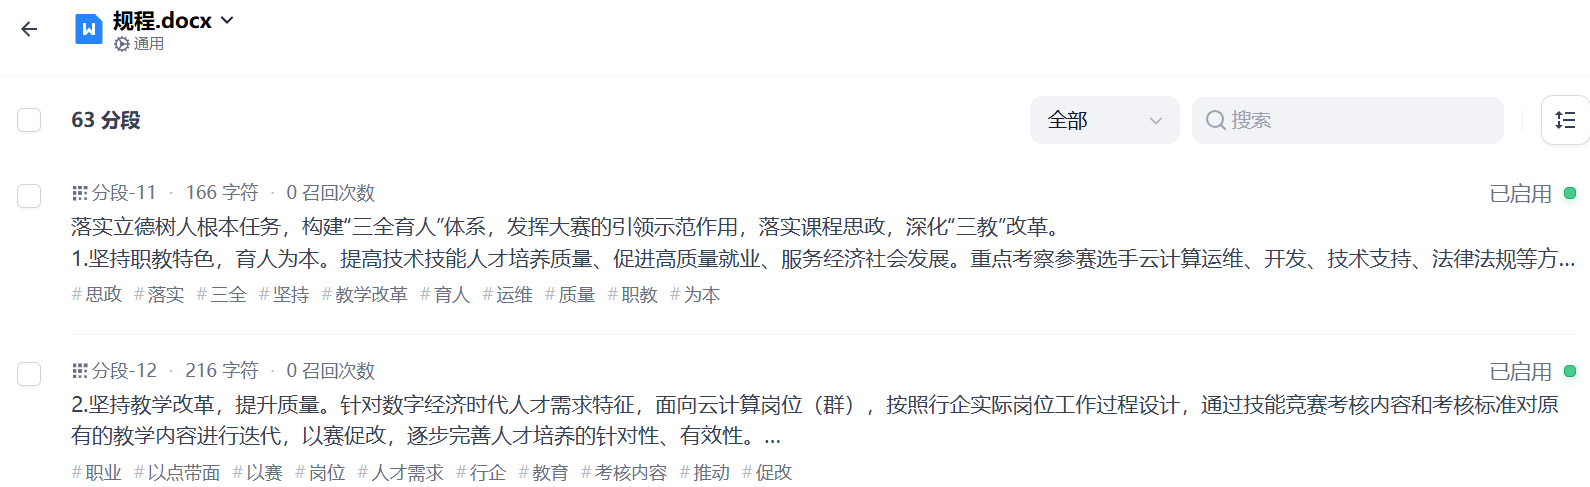 规程.docx
通用
63 分段
全部
搜索
分段-11 · 166 字符 · 0 召回次数
已启用
落实立德树人根本任务，构建“三全育人”体系，发挥大赛的引领示范作用，落实课程思政，深化“三教”改革。
1.坚持职教特色，育人为本。提高技术技能人才培养质量、促进高质量就业、服务经济社会发展。重点考察参赛选手云计算运维、开发、技术支持、法律法规等方...
# 思政 # 落实 # 三全 # 坚持 # 教学改革 # 育人 # 运维 # 质量 # 职教 # 为本
分段-12 · 216 字符 · 0 召回次数
已启用
2.坚持教学改革，提升质量。针对数字经济时代人才需求特征，面向云计算岗位（群），按照行企实际岗位工作过程设计，通过技能竞赛考核内容和考核标准对原
有的教学内容进行迭代，以赛促改，逐步完善人才培养的针对性、有效性。...
# 职业 # 以点带面 # 以赛 # 岗位 # 人才需求 # 行企 # 教育 # 考核内容 # 推动 # 促改